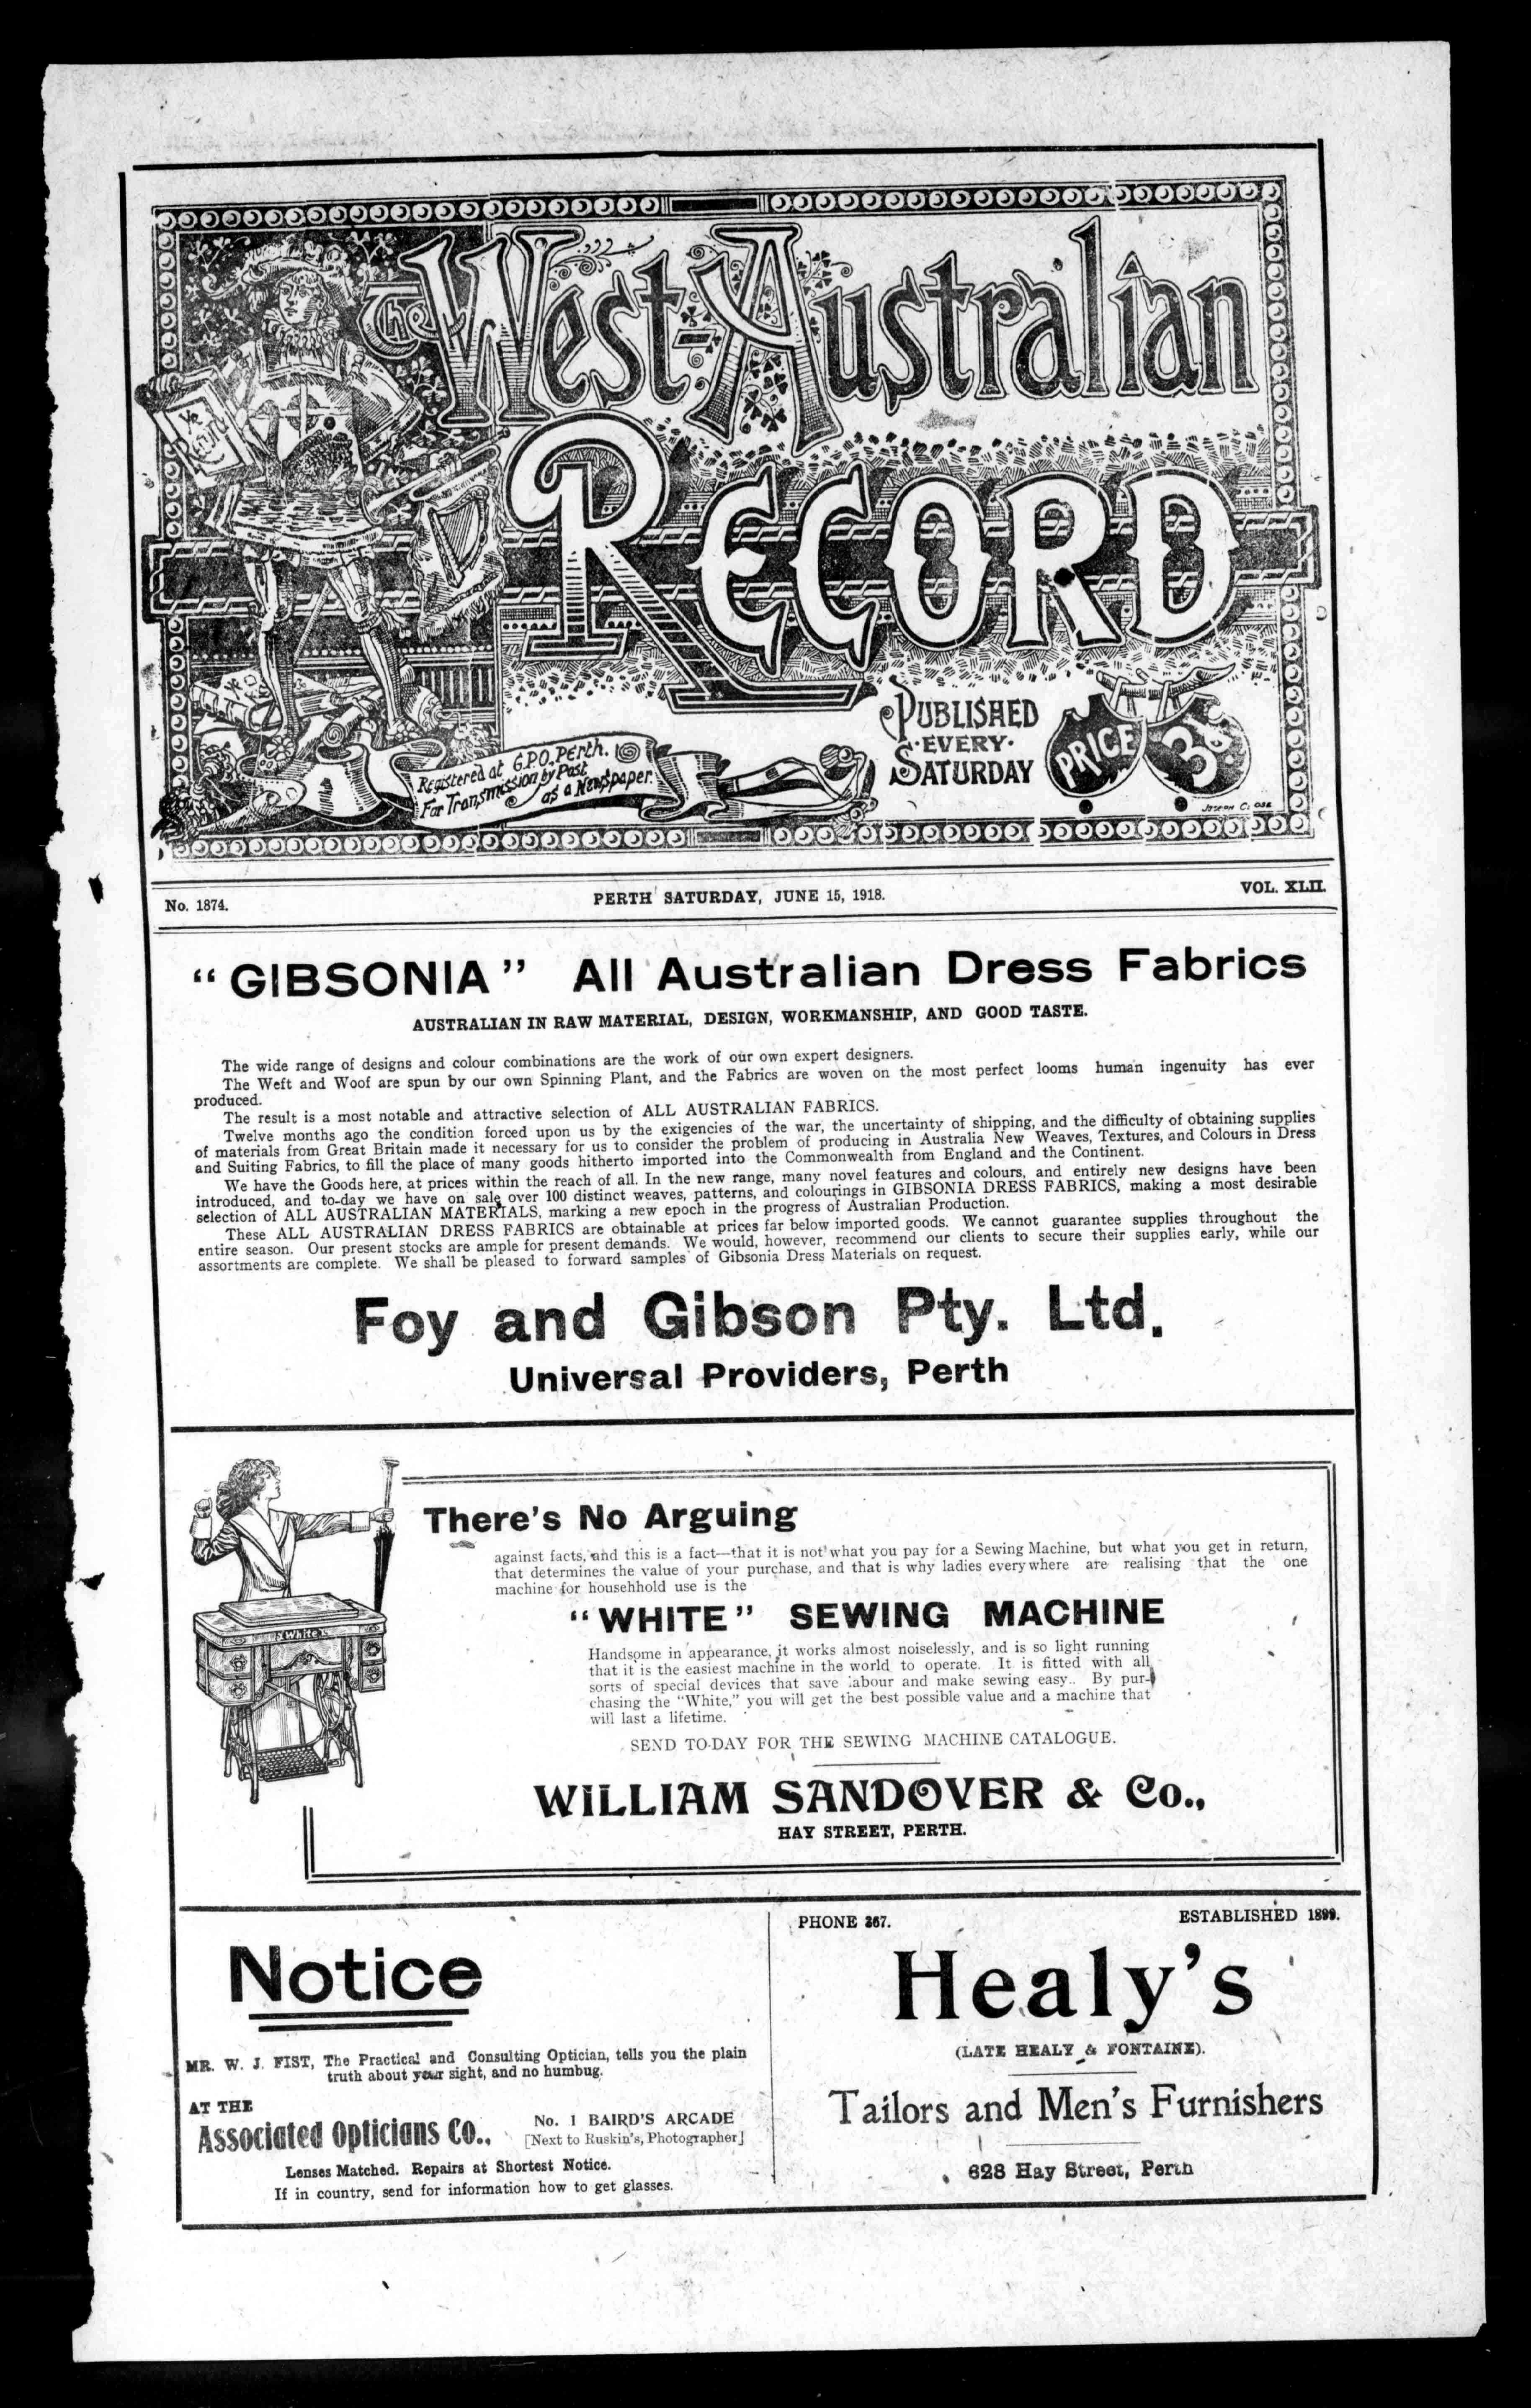 The West-Australian
RECORD
Ye
Record
PUBLISHED
·EVERY·
SATURDAY
PRICE 3d.
Registered at G.P.O. Perth.
For Transmission by Post
as a Newspaper.
No. 1874.
PERTH SATURDAY, JUNE 15, 1918.
VOL. XLII.
"GIBSONIA" All Australian Dress Fabrics
AUSTRALIAN IN RAW MATERIAL, DESIGN, WORKMANSHIP, AND GOOD TASTE.
The wide range of designs and colour combinations are the work of our own expert designers.
The Weft and Woof are spun by our own Spinning Plant, and the Fabrics are woven on the most perfect looms human ingenuity has ever
produced.
The result is a most notable and attractive selection of ALL AUSTRALIAN FABRICS.
Twelve months ago the condition forced upon us by the exigencies of the war, the uncertainty of shipping, and the difficulty of obtaining supplies
of materials from Great Britain made it necessary for us to consider the problem of producing in Australia New Weaves, Textures, and Colours in Dress
and Suiting Fabrics, to fill the place of many goods hitherto imported into the Commonwealth from England and the Continent.
We have the Goods here, at prices within the reach of all. In the new range, many novel features and colours, and entirely new designs have been
introduced, and to-day we have on sale over 100 distinct weaves, patterns, and colourings in GIBSONIA DRESS FABRICS, making a most desirable
selection of ALL AUSTRALIAN MATERIALS, marking a new epoch in the progress of Australian Production.
These ALL AUSTRALIAN DRESS FABRICS are obtainable at prices far below imported goods. We cannot guarantee supplies throughout the
entire season. Our present stocks are ample for present demands. We would, however, recommend our clients to secure their supplies early, while our
assortments are complete. We shall be pleased to forward samples of Gibsonia Dress Materials on request.
Foy and Gibson Pty. Ltd.
Universal Providers, Perth
There's No Arguing
against facts, and this is a fact—that it is not what you pay for a Sewing Machine, but what you get in return,
that determines the value of your purchase, and that is why ladies everywhere are realising that the one
machine for househhold use is the
"WHITE" SEWING MACHINE
White
Handsome in appearance, it works almost noiselessly, and is so light running
that it is the easiest machine in the world to operate. It is fitted with all
sorts of special devices that save labour and make sewing easy.. By pur-
chasing the "White," you will get the best possible value and a machine that
will last a lifetime.
SEND TO-DAY FOR THE SEWING MACHINE CATALOGUE.
WILLIAM SANDOVER & Co.,
HAY STREET, PERTH.
Notice
MR. W. J. FIST, The Practical and Consulting Optician, tells you the plain
truth about your sight, and no humbug.
AT THE
Associated Opticians Co.,
No. 1 BAIRD'S ARCADE
[Next to Ruskin's, Photographer]
Lenses Matched. Repairs at Shortest Notice.
If in country, send for information how to get glasses.
PHONE 267.
ESTABLISHED 1899.
Healy's
(LATE HEALY & FONTAINE).
Tailors and Men's Furnishers
628 Hay Street, Perth